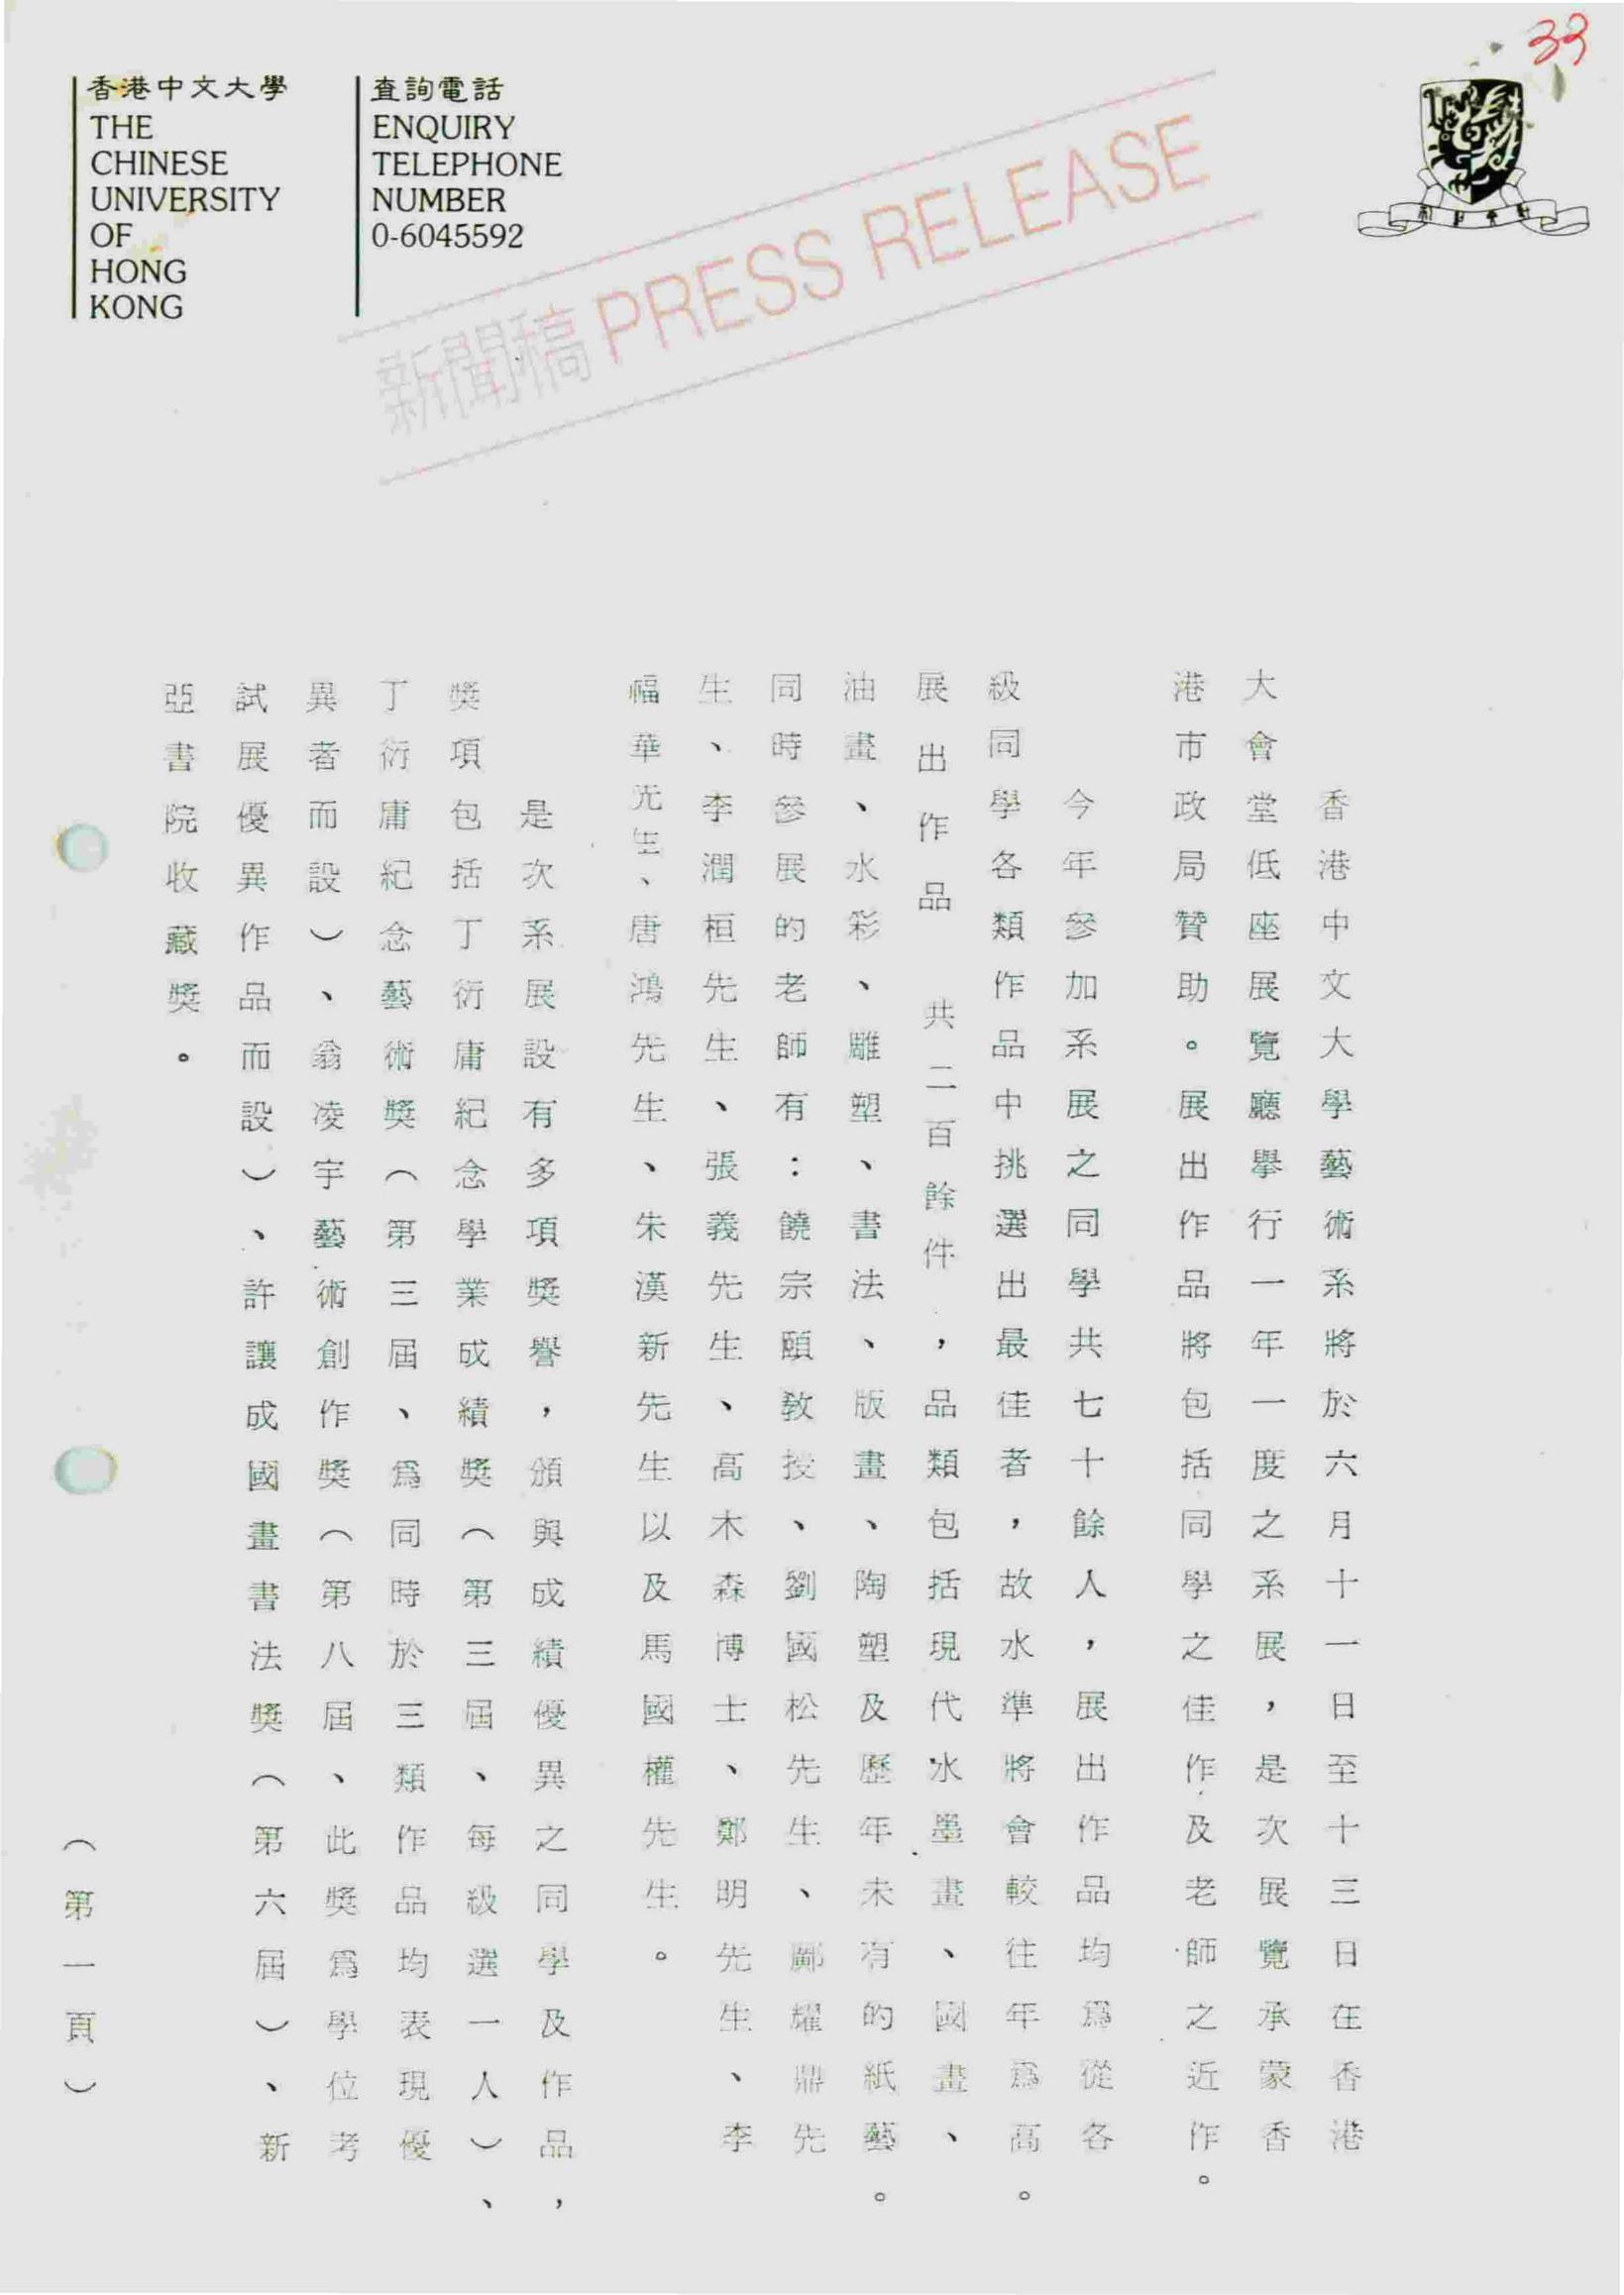 香港中文大學
THE
CHINESE
UNIVERSITY
OF
HONG
KONG
查詢電話
ENQUIRY
TELEPHONE
NUMBER
0-6045592
33
新聞稿 PRESS RELEASE
香港中文大學藝術系將於六月十一日至十三日在香港
大會堂低座展覽廳擧行一年一度之系展，是次展覽承蒙香
港市政局贊助。展出作品將包括同學之佳作及老師之近作。
今年參加系展之同學共七十餘人，展出作品均爲從各
級同學各類作品中挑選出最佳者，故水準將會較往年爲高。
展出作品共二百餘件，品類包括現代水墨畫、國畫、
油畫、水彩、雕塑、書法、版畫、陶塑及歷年未有的紙藝。
同時參展的老師有：饒宗頤教授、劉國松先生、鄺耀鼎先
生、李潤桓先生、張義先生、高木森博士、鄭明先生、李
福華先生、唐鴻先生、朱漢新先生以及馬國權先生。
是次系展設有多項獎譽，頒與成績優異之同學及作品，
獎項包括丁衍庸紀念學業成績獎（第三屆、每級選一人）、
丁衍庸紀念藝術獎（第三屆、爲同時於三類作品均表現優
異者而設）、翁凌宇藝術創作獎（第八屆、此獎爲學位考
試展優異作品而設）、許讓成國畫書法獎（第六屆）、新
亞書院收藏獎。
（第一頁）